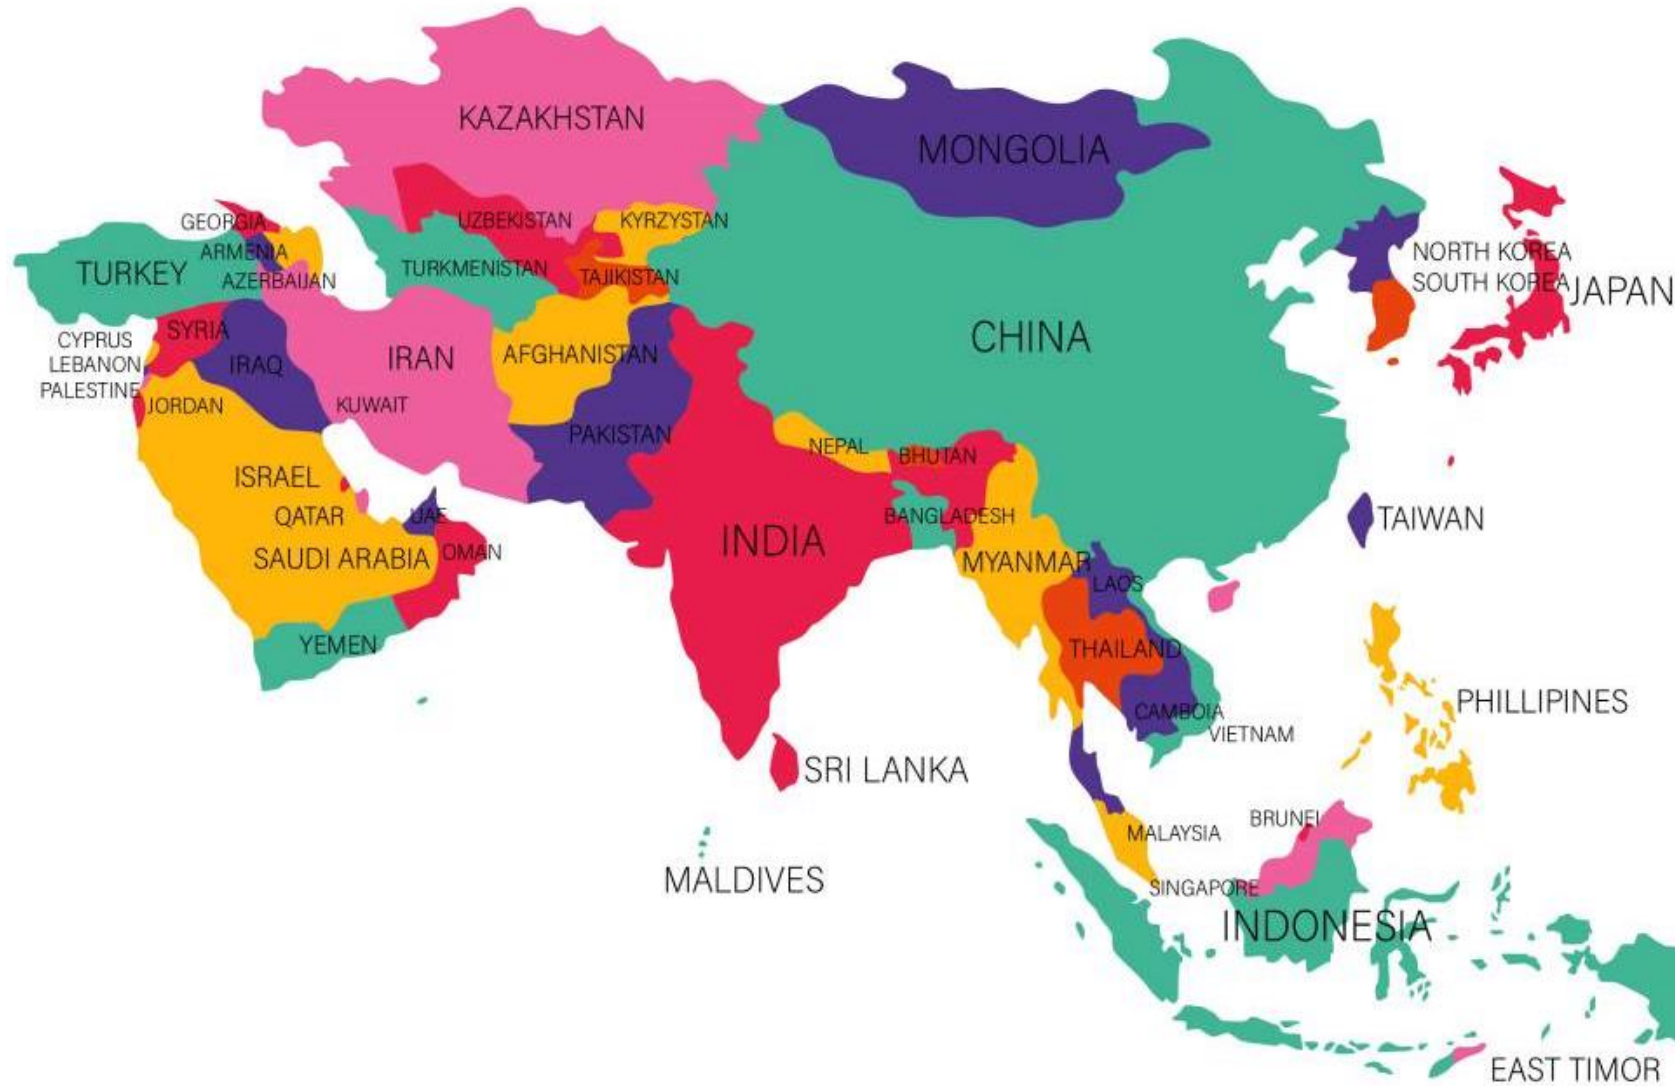 KAZAKHSTAN
MONGOLIA
GEORGIA
UZBEKISTAN
KYRZYSTAN
ARMENIA
NORTH KOREA
TURKEY
TURKMENISTAN
TAJIKISTAN
AZERBAIJAN
SOUTH KOREA
JAPAN
SYRIA
CYPRUS
CHINA
LEBANON
IRAQ
IRAN
AFGHANISTAN
PALESTINE
JORDAN
KUWAIT
PAKISTAN
NEPAL
BHUTAN
ISRAEL
QATAR
UAE
BANGLADESH
TAIWAN
INDIA
SAUDI ARABIA
OMAN
MYANMAR
LAOS
YEMEN
THAILAND
PHILLIPINES
CAMBOIA
VIETNAM
SRI LANKA
BRUNEI
MALAYSIA
MALDIVES
SINGAPORE
INDONESIA
EAST TIMOR